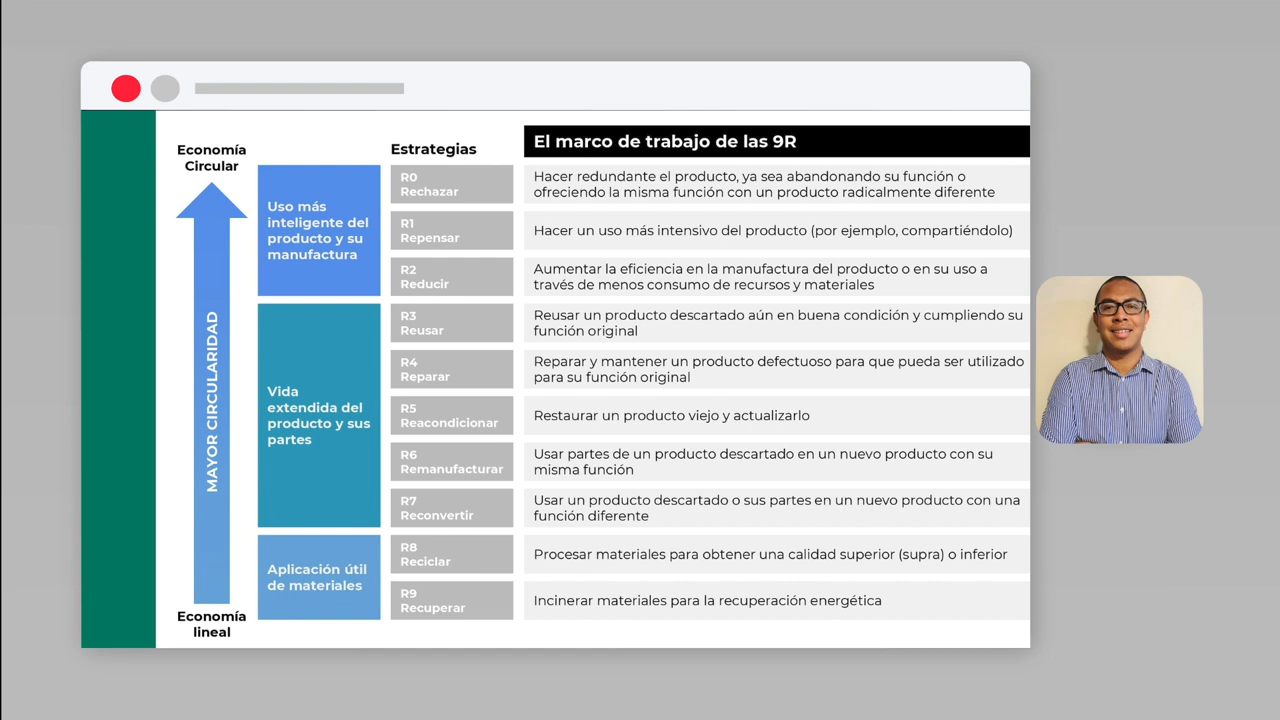 Economía
Circular
MAYOR CIRCULARIDAD
Economía
lineal
Uso más
inteligente del
producto y su
manufactura
Vida
extendida del
producto y sus
partes
Aplicación útil
de materiales
Estrategias
El marco de trabajo de las 9R
R0
Rechazar
Hacer redundante el producto, ya sea abandonando su función o
ofreciendo la misma función con un producto radicalmente diferente
R1
Repensar
Hacer un uso más intensivo del producto (por ejemplo, compartiéndolo)
R2
Reducir
Aumentar la eficiencia en la manufactura del producto o en su uso a
través de menos consumo de recursos y materiales
R3
Reusar
Reusar un producto descartado aún en buena condición y cumpliendo su
función original
R4
Reparar
Reparar y mantener un producto defectuoso para que pueda ser utilizado
para su función original
R5
Reacondicionar
Restaurar un producto viejo y actualizarlo
R6
Remanufacturar
Usar partes de un producto descartado en un nuevo producto con su
misma función
R7
Reconvertir
Usar un producto descartado o sus partes en un nuevo producto con una
función diferente
R8
Reciclar
Procesar materiales para obtener una calidad superior (supra) o inferior
R9
Recuperar
Incinerar materiales para la recuperación energética